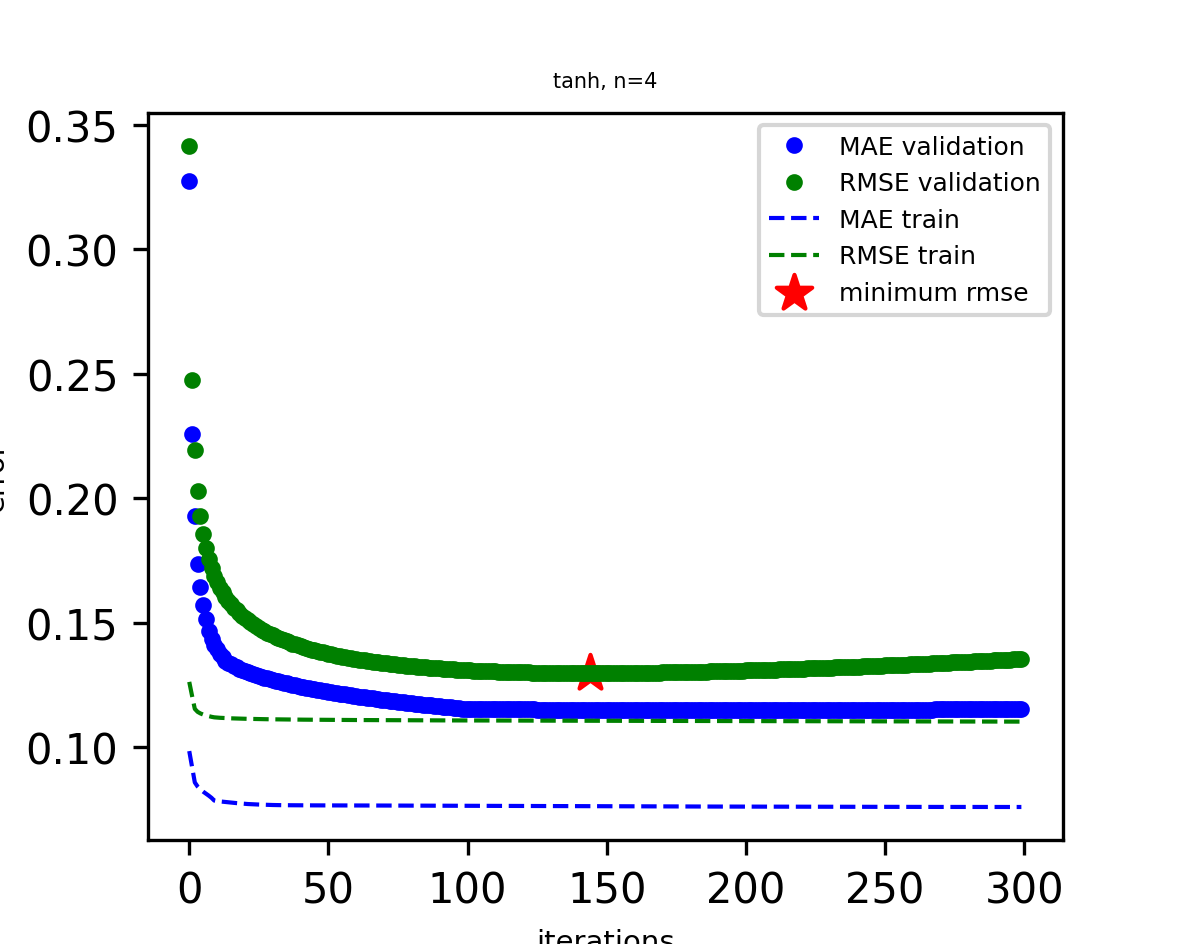 tanh, n=4
0.35
0.30
0.25
0.20
0.15
0.10
MAE validation
RMSE validation
MAE train
RMSE train
minimum rmse
0 50 100 150 200 250 300
iterations